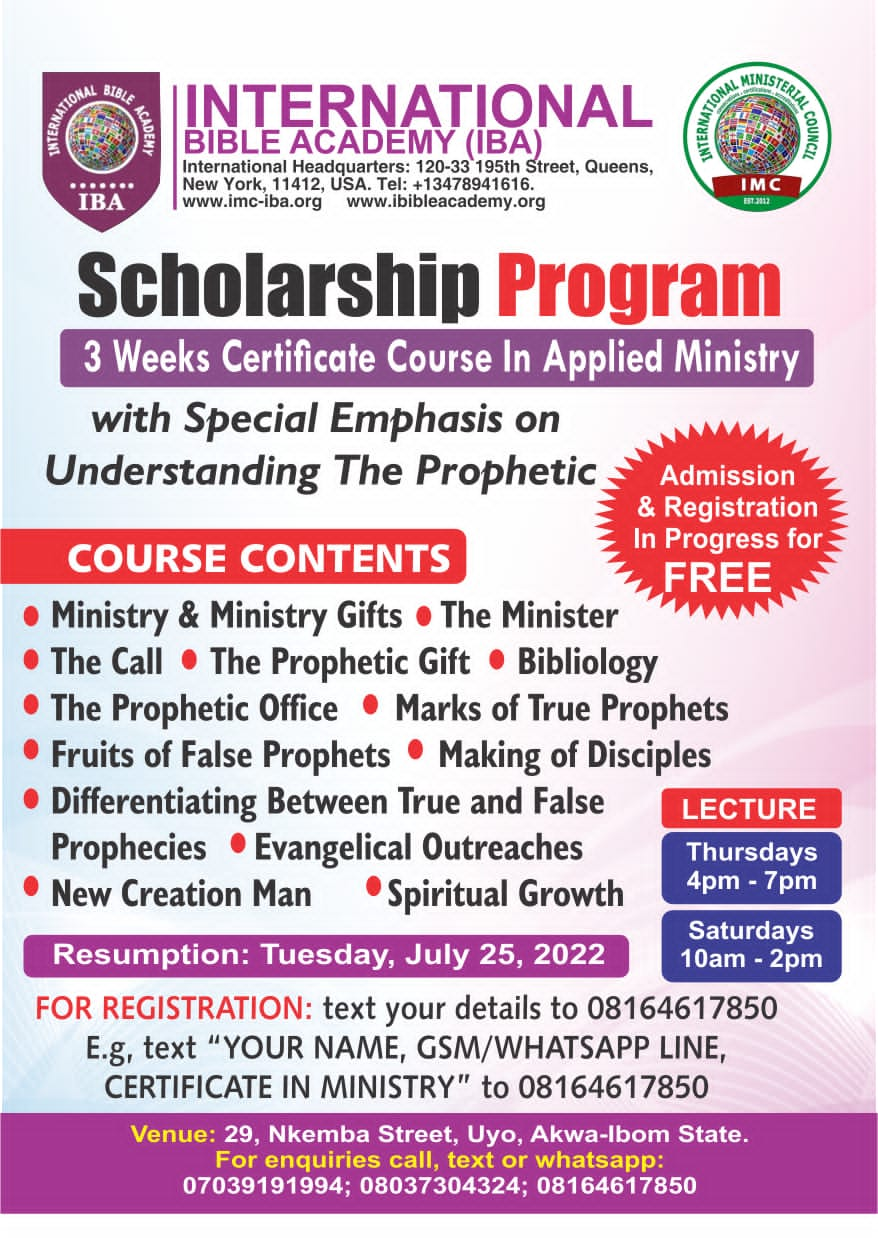 INTERNATIONAL BIBLE ACADEMY
IBA
INTERNATIONAL
BIBLE ACADEMY (IBA)
International Headquarters: 120-33 195th Street, Queens,
New York, 11412, USA. Tel: +13478941616.
www.imc-iba.org www.ibibleacademy.org
INTERNATIONAL MINISTERIAL COUNCIL
IMC
EST.2012
Scholarship Program
3 Weeks Certificate Course In Applied Ministry
with Special Emphasis on
Understanding The Prophetic
Admission
& Registration
In Progress for
FREE
COURSE CONTENTS
• Ministry & Ministry Gifts • The Minister
• The Call • The Prophetic Gift • Bibliology
• The Prophetic Office • Marks of True Prophets
• Fruits of False Prophets • Making of Disciples
• Differentiating Between True and False
Prophecies • Evangelical Outreaches
• New Creation Man • Spiritual Growth
LECTURE
Thursdays
4pm - 7pm
Saturdays
10am - 2pm
Resumption: Tuesday, July 25, 2022
FOR REGISTRATION: text your details to 08164617850
E.g, text “YOUR NAME, GSM/WHATSAPP LINE,
CERTIFICATE IN MINISTRY” to 08164617850
Venue: 29, Nkemba Street, Uyo, Akwa-Ibom State.
For enquiries call, text or whatsapp:
07039191994; 08037304324; 08164617850